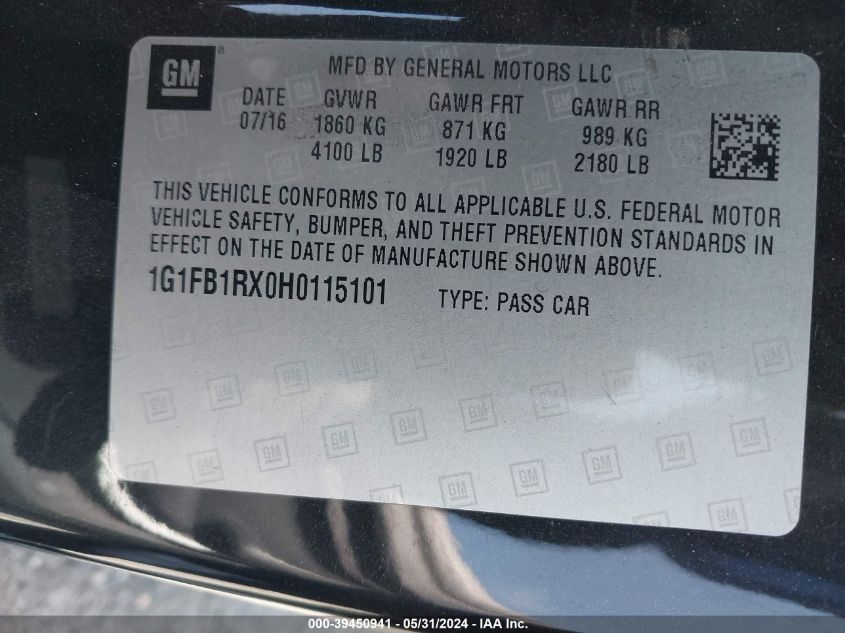 GM
MFD BY GENERAL MOTORS LLC
DATE GVWR GAWR FRT GAWR RR
07/16 1860 KG 871 KG 989 KG
4100 LB 1920 LB 2180 LB
THIS VEHICLE CONFORMS TO ALL APPLICABLE U.S. FEDERAL MOTOR
VEHICLE SAFETY, BUMPER, AND THEFT PREVENTION STANDARDS IN
EFFECT ON THE DATE OF MANUFACTURE SHOWN ABOVE.
1G1FB1RX0H0115101 TYPE: PASS CAR
000-39450941 - 05/31/2024 - IAA Inc.